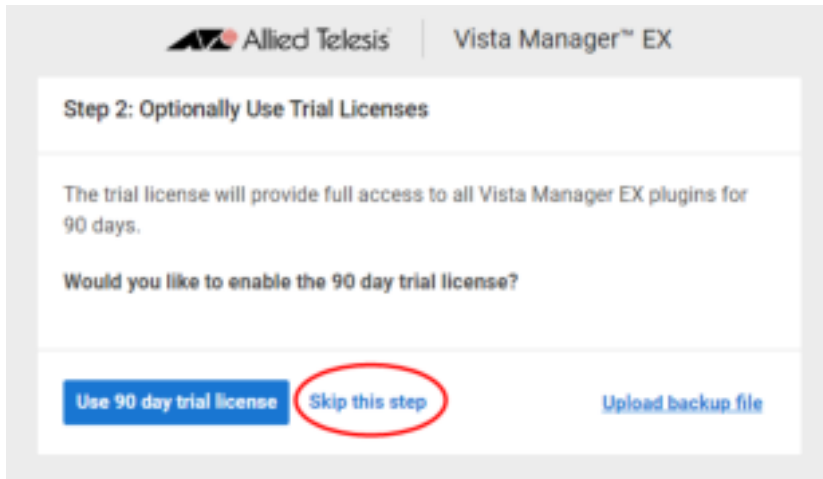 Allied Telesis Vista Manager™ EX
Step 2: Optionally Use Trial Licenses
The trial license will provide full access to all Vista Manager EX plugins for
90 days.
Would you like to enable the 90 day trial license?
Use 90 day trial license Skip this step Upload backup file